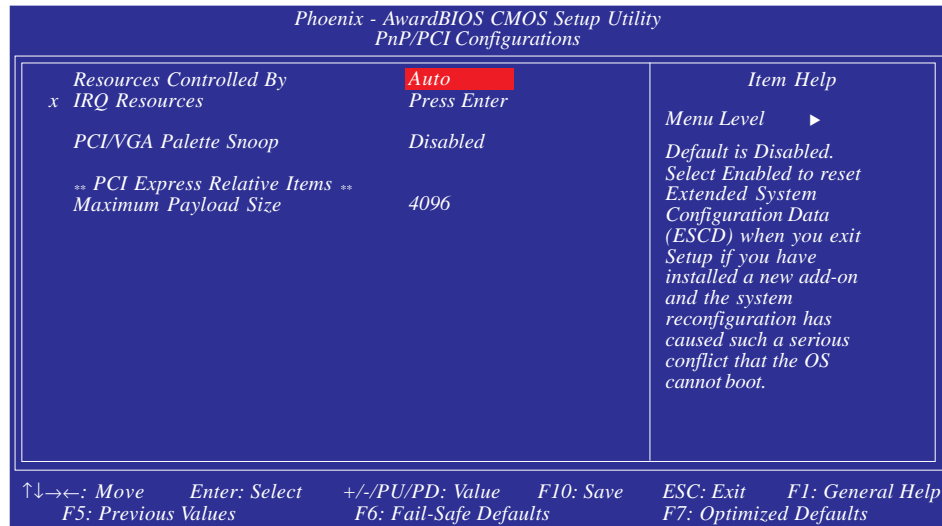 Phoenix - AwardBIOS CMOS Setup Utility
PnP/PCI Configurations
Resources Controlled By Auto
x IRQ Resources Press Enter
PCI/VGA Palette Snoop Disabled
** PCI Express Relative Items **
Maximum Payload Size 4096
Item Help
Menu Level ▶
Default is Disabled.
Select Enabled to reset
Extended System
Configuration Data
(ESCD) when you exit
Setup if you have
installed a new add-on
and the system
reconfiguration has
caused such a serious
conflict that the OS
cannot boot.
↑↓→←: Move Enter: Select +/-/PU/PD: Value F10: Save ESC: Exit F1: General Help
F5: Previous Values F6: Fail-Safe Defaults F7: Optimized Defaults